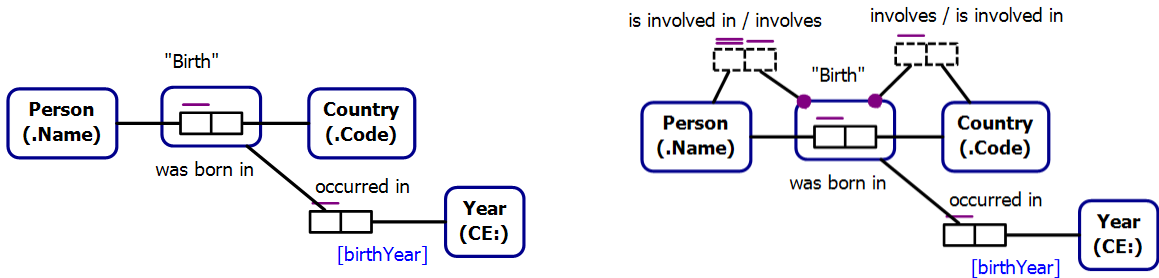 "Birth"
Person
(.Name)
Country
(.Code)
was born in
occurred in
Year
(CE:)
[birthYear]
is involved in / involves
involves / is involved in
"Birth"
Person
(.Name)
Country
(.Code)
was born in
occurred in
Year
(CE:)
[birthYear]